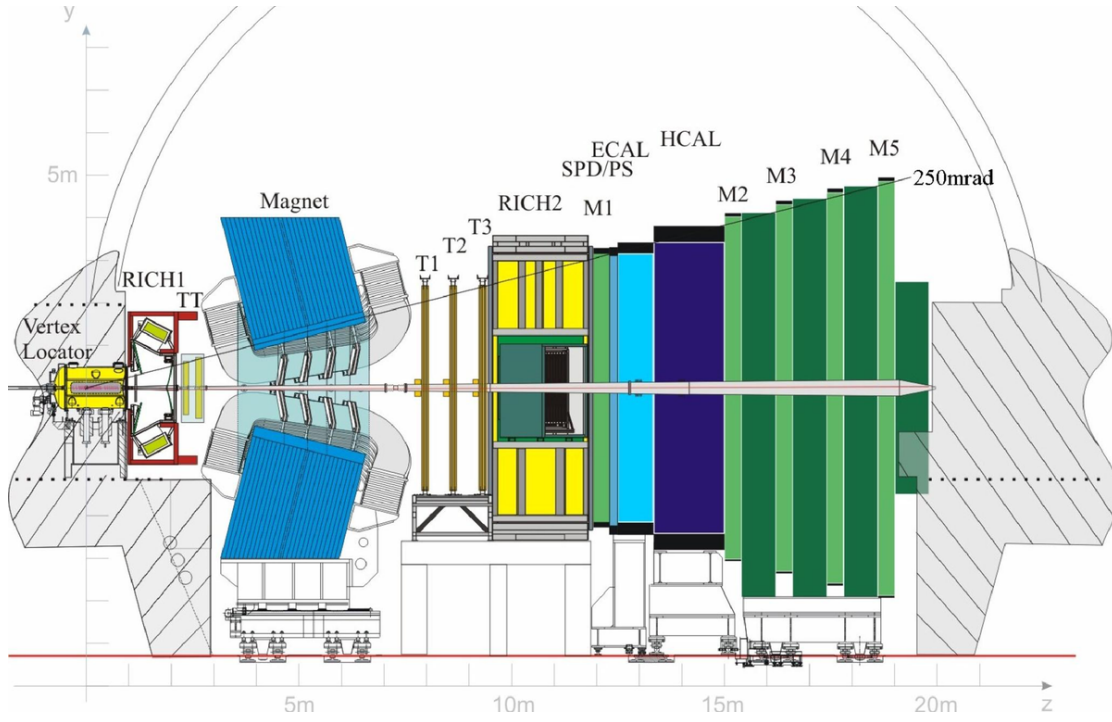 y
5m
Vertex
Locator
RICH1
TT
Magnet
T1
T2
T3
RICH2
M1
SPD/PS
ECAL
HCAL
M2
M3
M4
M5
250mrad
5m
10m
15m
20m
z